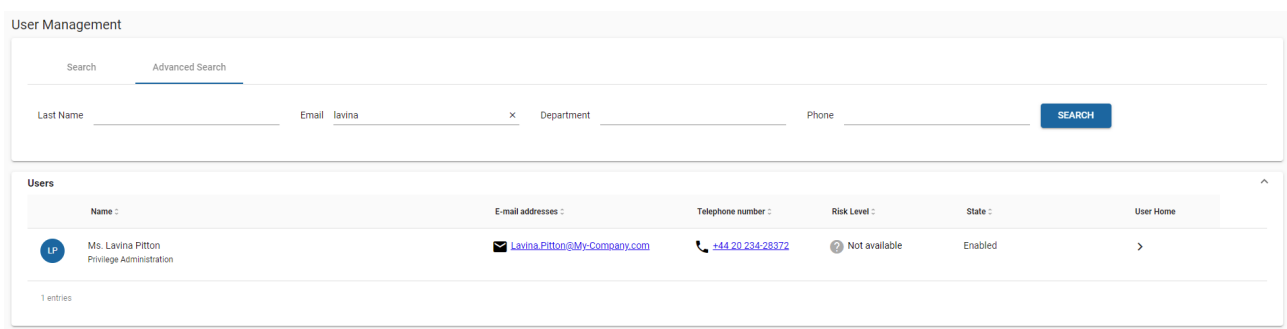 User Management
Search Advanced Search
Last Name Email lavina × Department Phone SEARCH
Users
Name E-mail addresses Telephone number Risk Level State User Home
LP Ms. Lavina Pitton Lavina.Pitton@My-Company.com +44 20 234-28372 ? Not available Enabled
Privilege Administration
1 entries